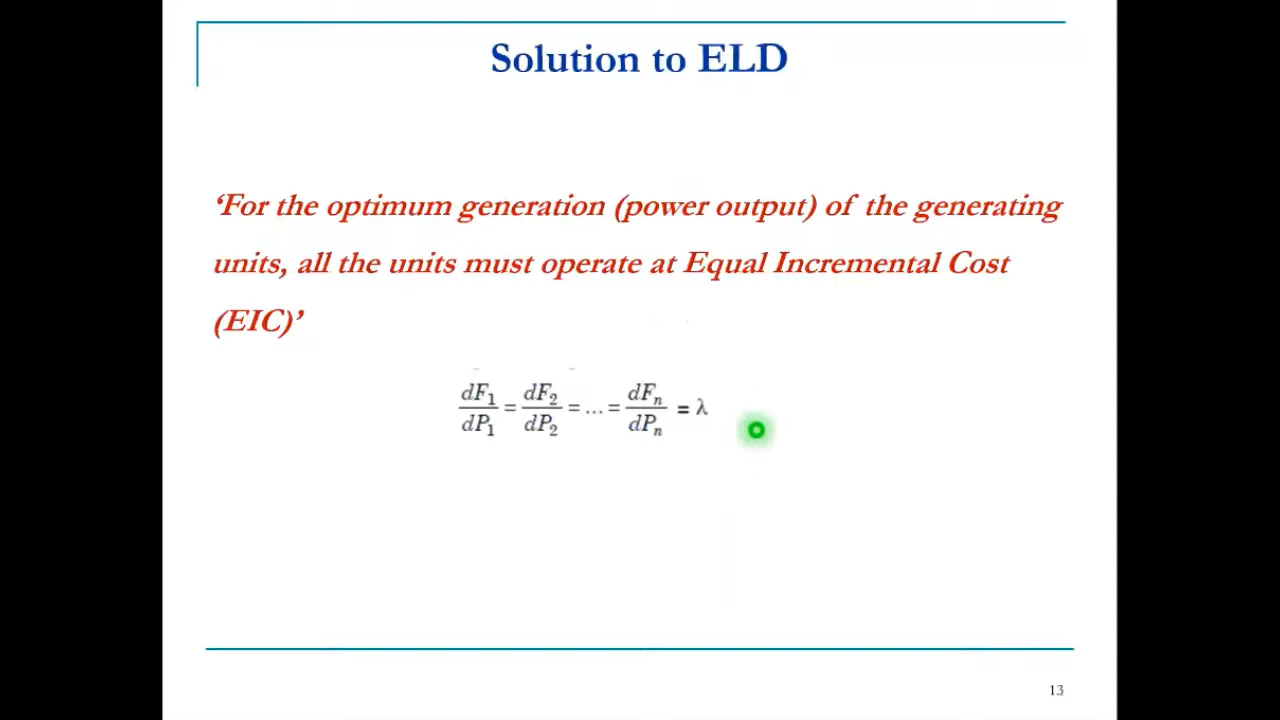 Solution to ELD
‘For the optimum generation (power output) of the generating
units, all the units must operate at Equal Incremental Cost
(EIC)’
dF₁/dP₁ = dF₂/dP₂ = ... = dFₙ/dPₙ = λ
13